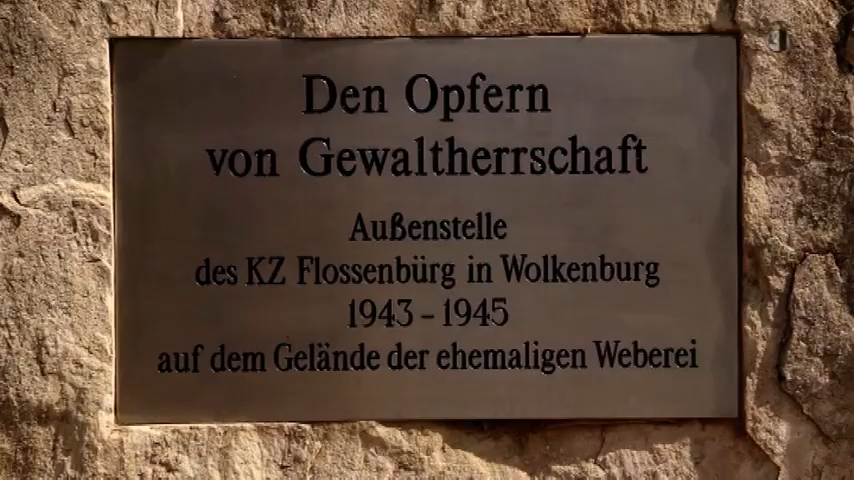 Den Opfern
von Gewaltherrschaft
Außenstelle
des KZ Flossenbürg in Wolkenburg
1943 – 1945
auf dem Gelände der ehemaligen Weberei